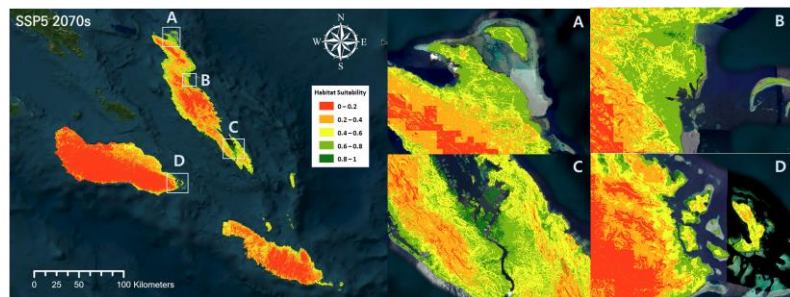 SSP5 2070s
A
B
C
D
N
W E
S
Habitat Suitability
0 – 0.2
0.2 – 0.4
0.4 – 0.6
0.6 – 0.8
0.8 – 1
0 25 50 100 Kilometers
A
B
C
D